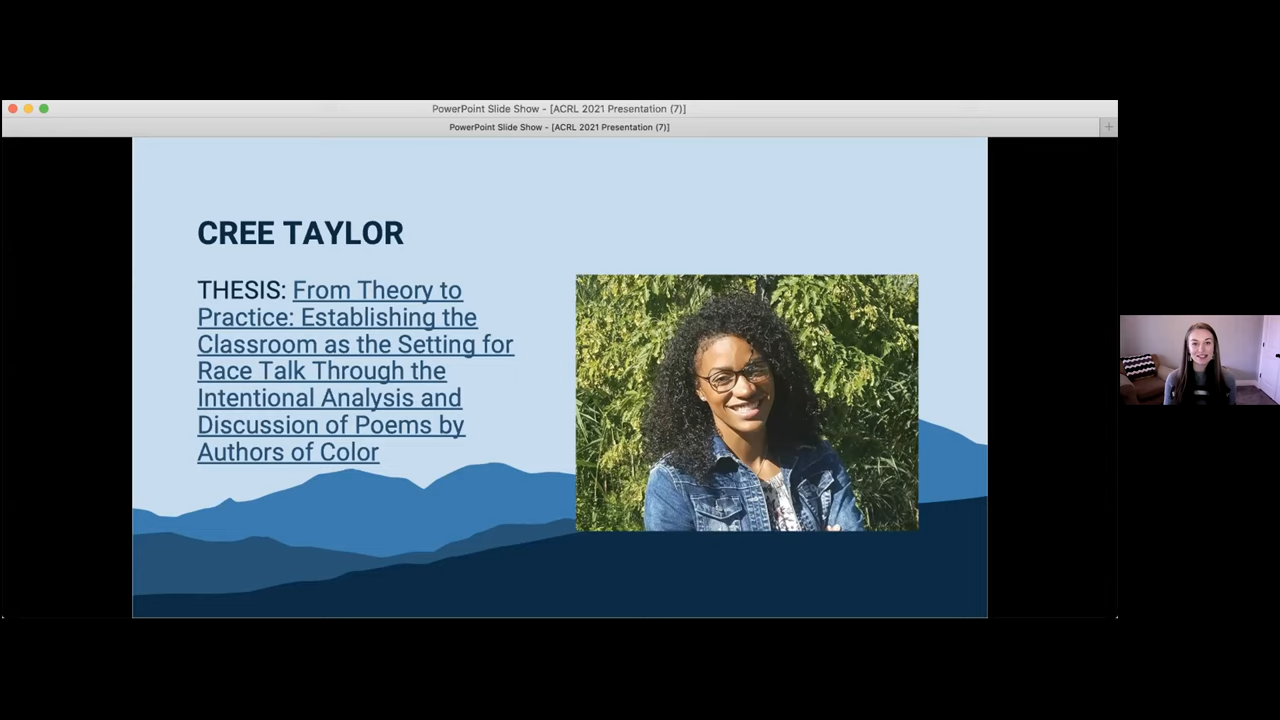 PowerPoint Slide Show - [ACRL 2021 Presentation (7)]
PowerPoint Slide Show - [ACRL 2021 Presentation (7)]
CREE TAYLOR
THESIS: From Theory to
Practice: Establishing the
Classroom as the Setting for
Race Talk Through the
Intentional Analysis and
Discussion of Poems by
Authors of Color